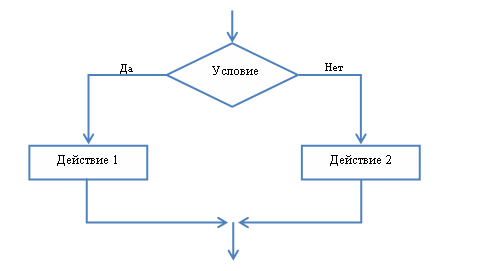 Условие
Да
Нет
Действие 1
Действие 2